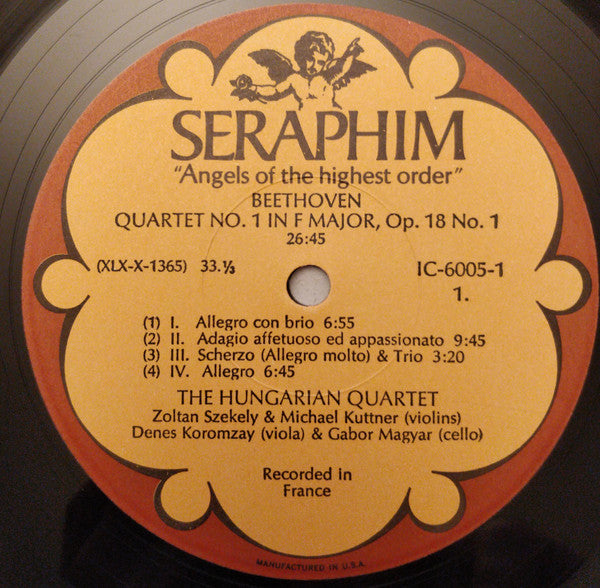 SERAPHIM
"Angels of the highest order"
BEETHOVEN
QUARTET NO. 1 IN F MAJOR, Op. 18 No. 1
26:45
(XLX-X-1365) 33.⅓ IC-6005-1
1.
(1) I. Allegro con brio 6:55
(2) II. Adagio affetuoso ed appassionato 9:45
(3) III. Scherzo (Allegro molto) & Trio 3:20
(4) IV. Allegro 6:45
THE HUNGARIAN QUARTET
Zoltan Szekely & Michael Kuttner (violins)
Denes Koromzay (viola) & Gabor Magyar (cello)
Recorded in
France
MANUFACTURED IN U.S.A.